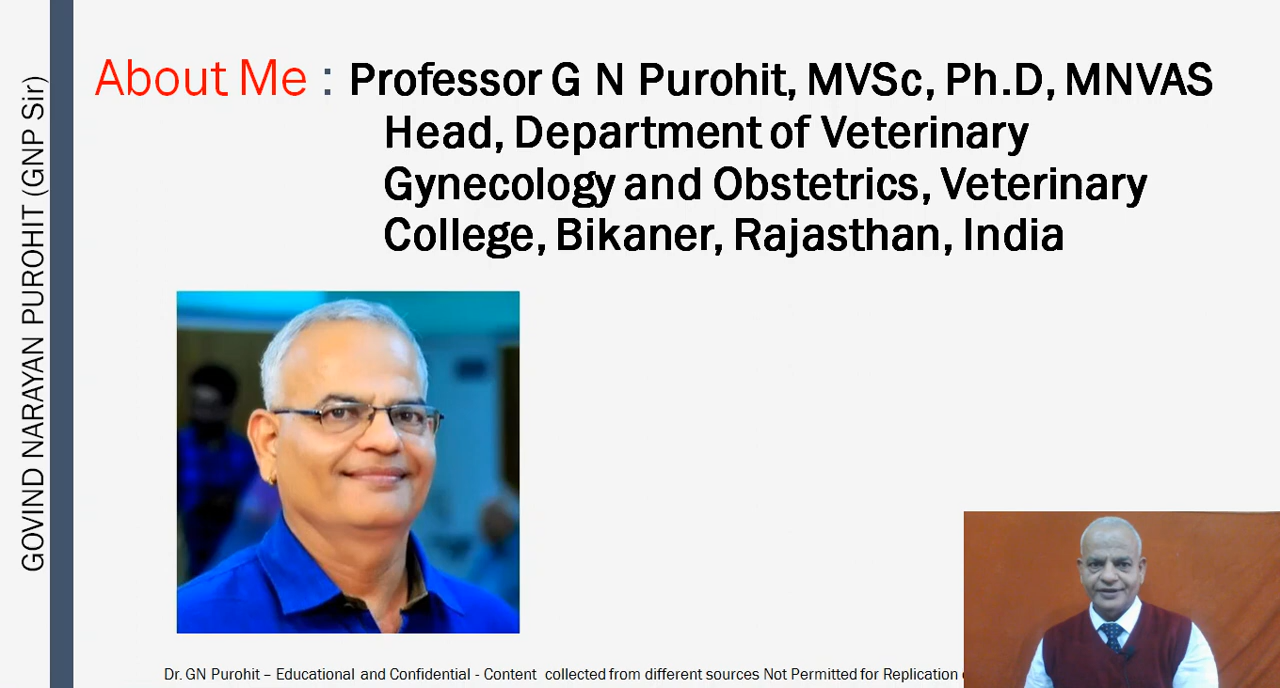 GOVIND NARAYAN PUROHIT (GNP Sir)
About Me : Professor G N Purohit, MVSc, Ph.D, MNVAS
Head, Department of Veterinary
Gynecology and Obstetrics, Veterinary
College, Bikaner, Rajasthan, India
Dr. GN Purohit – Educational and Confidential - Content collected from different sources Not Permitted for Replication